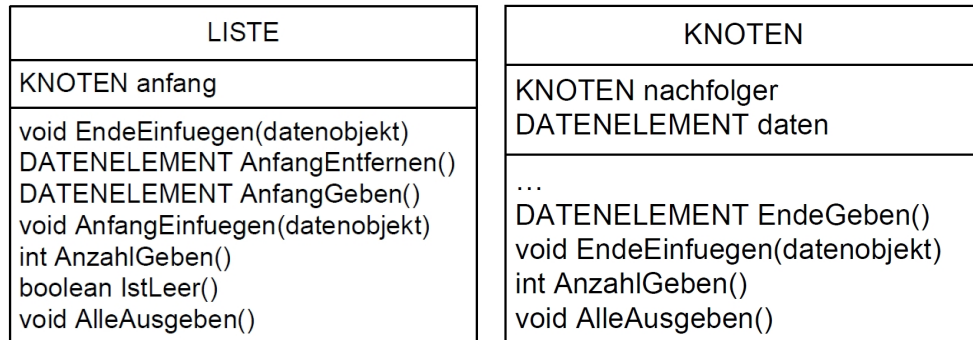 LISTE
KNOTEN anfang
void EndeEinfuegen(datenobjekt)
DATENELEMENT AnfangEntfernen()
DATENELEMENT AnfangGeben()
void AnfangEinfuegen(datenobjekt)
int AnzahlGeben()
boolean IstLeer()
void AlleAusgeben()
KNOTEN
KNOTEN nachfolger
DATENELEMENT daten
…
DATENELEMENT EndeGeben()
void EndeEinfuegen(datenobjekt)
int AnzahlGeben()
void AlleAusgeben()